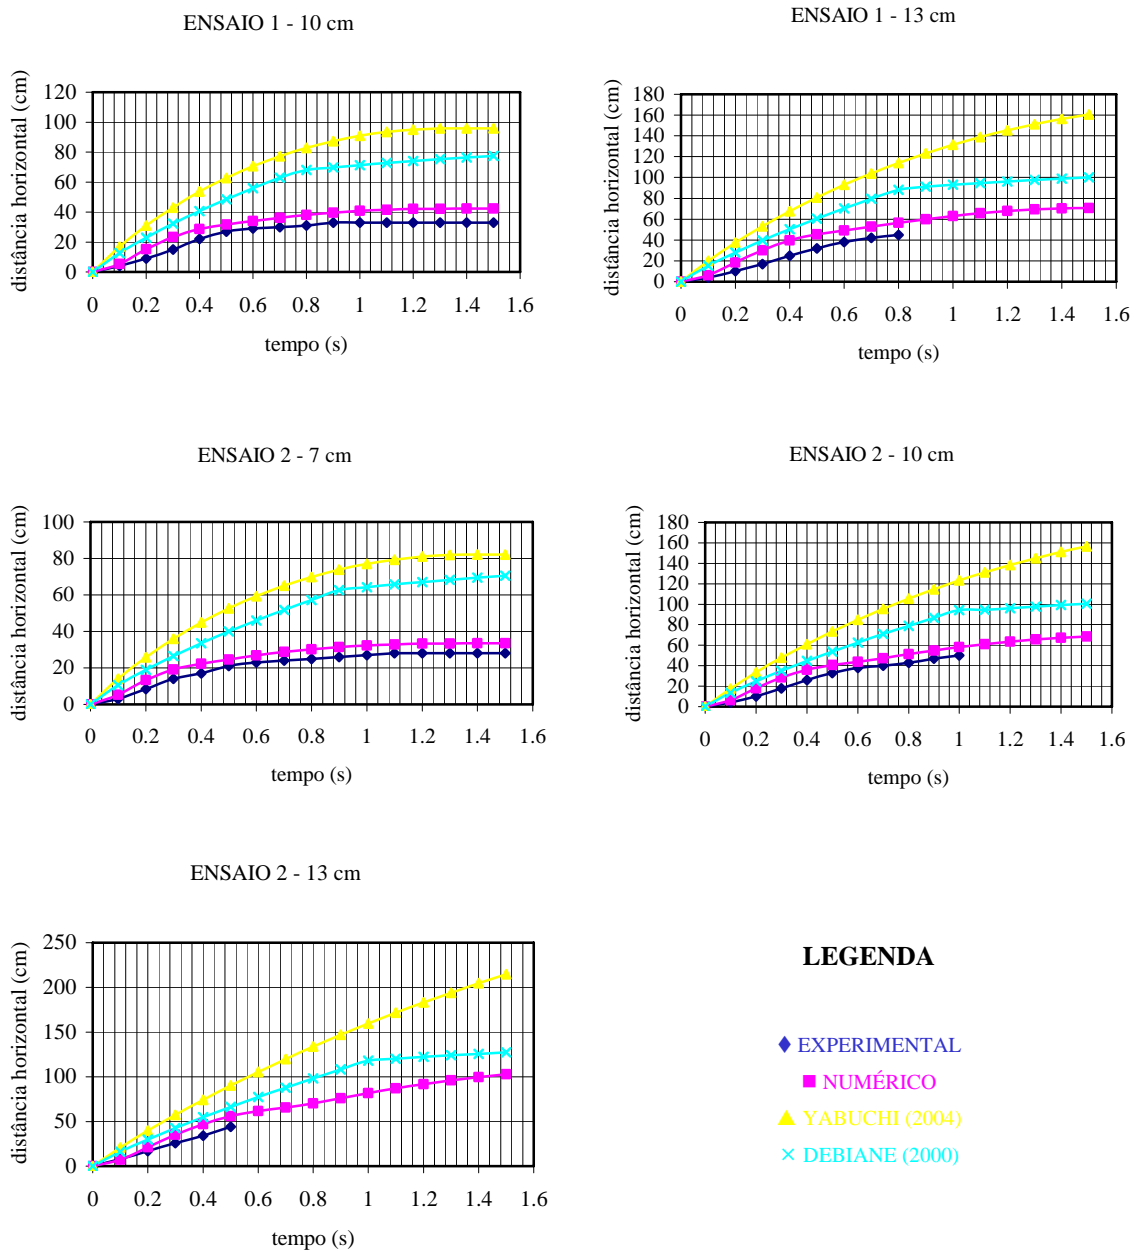 ENSAIO 1 - 10 cm
distância horizontal (cm)
120
100
80
60
40
20
0
0 0.2 0.4 0.6 0.8 1 1.2 1.4 1.6
tempo (s)
ENSAIO 1 - 13 cm
distância horizontal (cm)
180
160
140
120
100
80
60
40
20
0
0 0.2 0.4 0.6 0.8 1 1.2 1.4 1.6
tempo (s)
ENSAIO 2 - 7 cm
distância horizontal (cm)
100
80
60
40
20
0
0 0.2 0.4 0.6 0.8 1 1.2 1.4 1.6
tempo (s)
ENSAIO 2 - 10 cm
distância horizontal (cm)
180
160
140
120
100
80
60
40
20
0
0 0.2 0.4 0.6 0.8 1 1.2 1.4 1.6
tempo (s)
ENSAIO 2 - 13 cm
distância horizontal (cm)
250
200
150
100
50
0
0 0.2 0.4 0.6 0.8 1 1.2 1.4 1.6
tempo (s)
LEGENDA
EXPERIMENTAL
NUMÉRICO
YABUCHI (2004)
DEBIANE (2000)